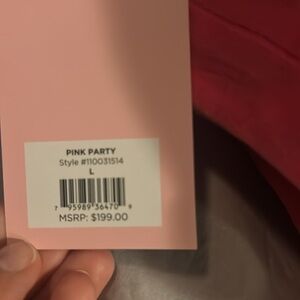 PINK PARTY
Style #110031514
L
7 95989 36470 9
MSRP: $199.00